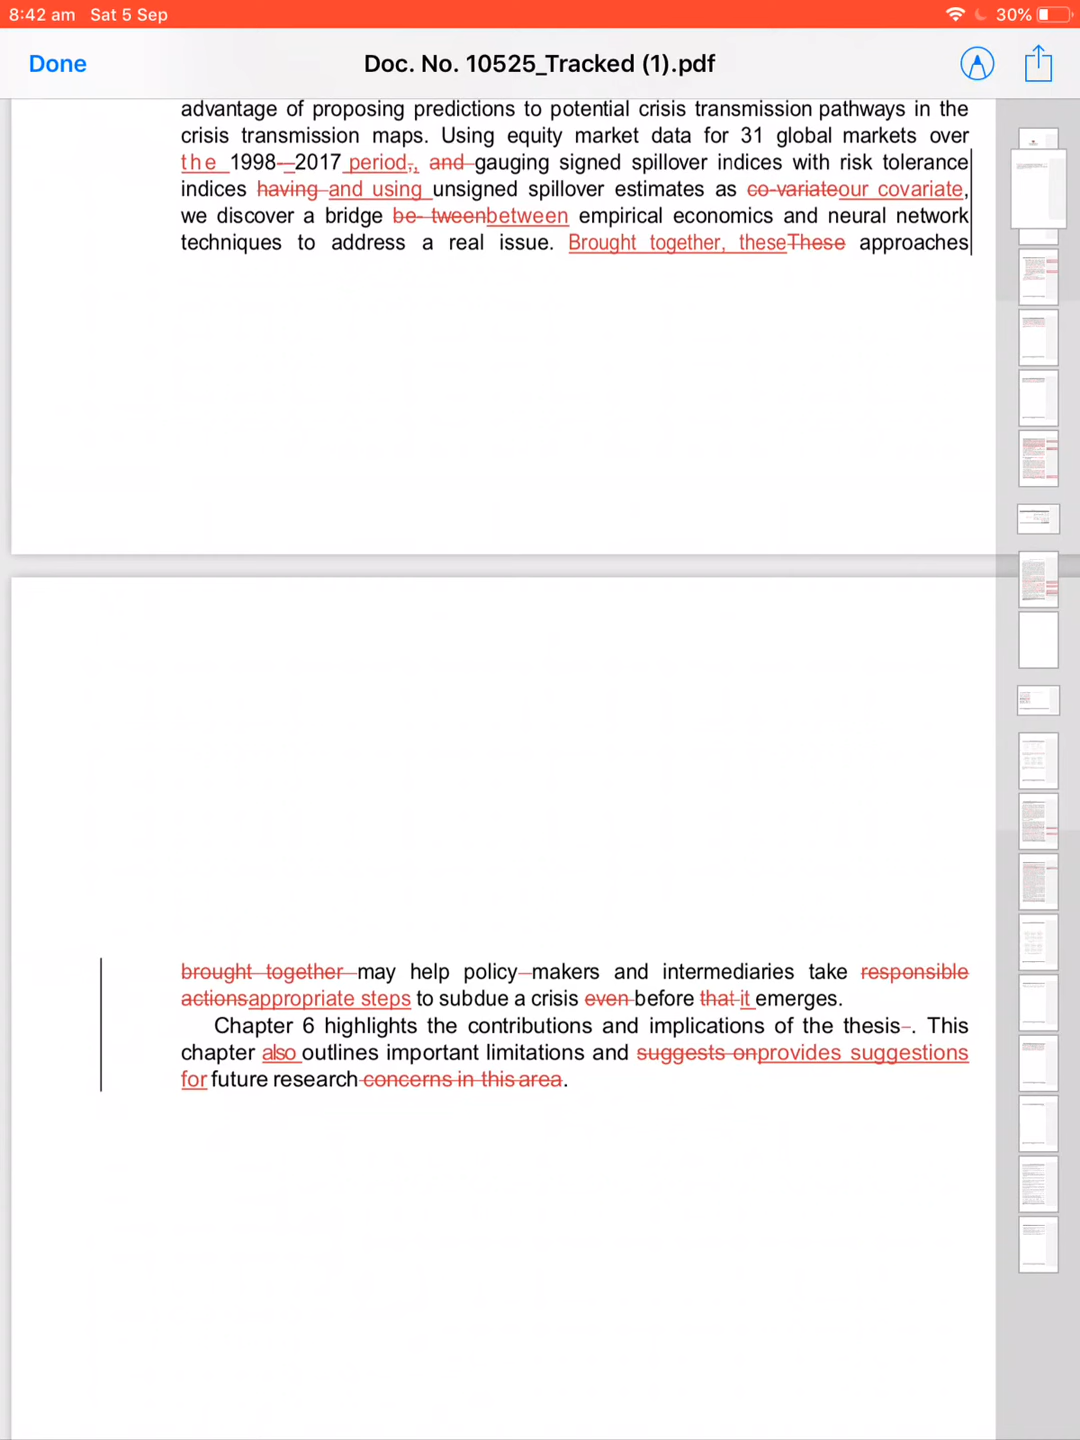 8:42 am Sat 5 Sep 30%
Done Doc. No. 10525_Tracked (1).pdf
advantage of proposing predictions to potential crisis transmission pathways in the
crisis transmission maps. Using equity market data for 31 global markets over
the 1998--_2017 period,, and gauging signed spillover indices with risk tolerance
indices having and using unsigned spillover estimates as co-variateour covariate,
we discover a bridge be- tweenbetween empirical economics and neural network
techniques to address a real issue. Brought together, theseThese approaches
brought together may help policy-makers and intermediaries take responsible
actionsappropriate steps to subdue a crisis even before that it emerges.
Chapter 6 highlights the contributions and implications of the thesis-. This
chapter also outlines important limitations and suggests onprovides suggestions
for future research concerns in this area.